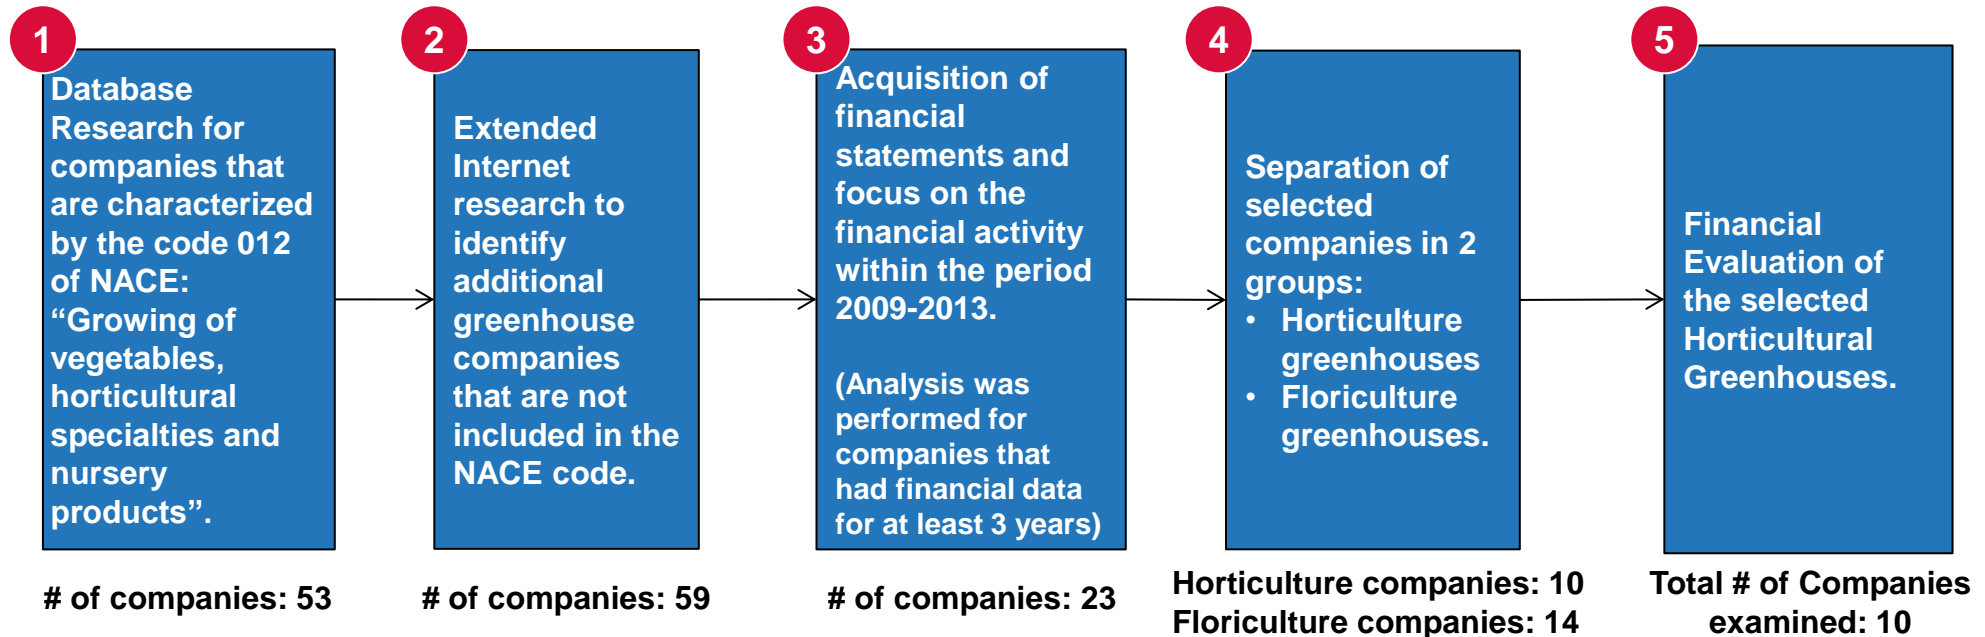 1
Database
Research for
companies that
are characterized
by the code 012
of NACE:
“Growing of
vegetables,
horticultural
specialties and
nursery
products”.
# of companies: 53
2
Extended
Internet
research to
identify
additional
greenhouse
companies
that are not
included in the
NACE code.
# of companies: 59
3
Acquisition of
financial
statements and
focus on the
financial activity
within the period
2009-2013.
(Analysis was
performed for
companies that
had financial data
for at least 3 years)
# of companies: 23
4
Separation of
selected
companies in 2
groups:
• Horticulture
greenhouses
• Floriculture
greenhouses.
Horticulture companies: 10
Floriculture companies: 14
5
Financial
Evaluation of
the selected
Horticultural
Greenhouses.
Total # of Companies
examined: 10